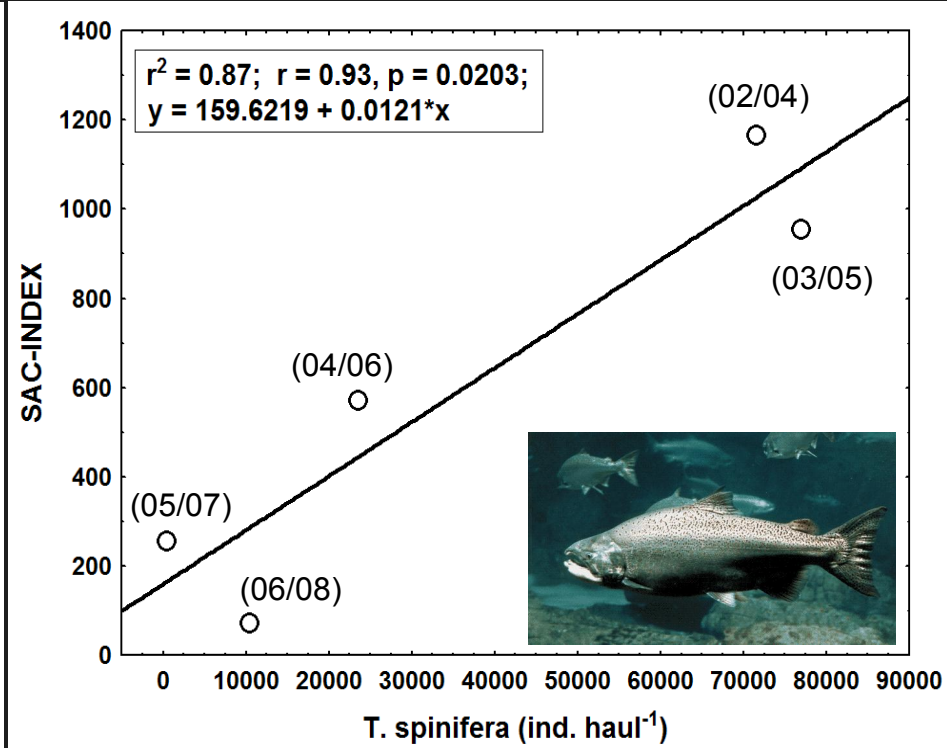 1400
r² = 0.87; r = 0.93, p = 0.0203;
y = 159.6219 + 0.0121*x
(02/04)
1200
1000
(03/05)
800
SAC-INDEX
(04/06)
600
400
(05/07)
200
(06/08)
0
0 10000 20000 30000 40000 50000 60000 70000 80000 90000
T. spinifera (ind. haul⁻¹)